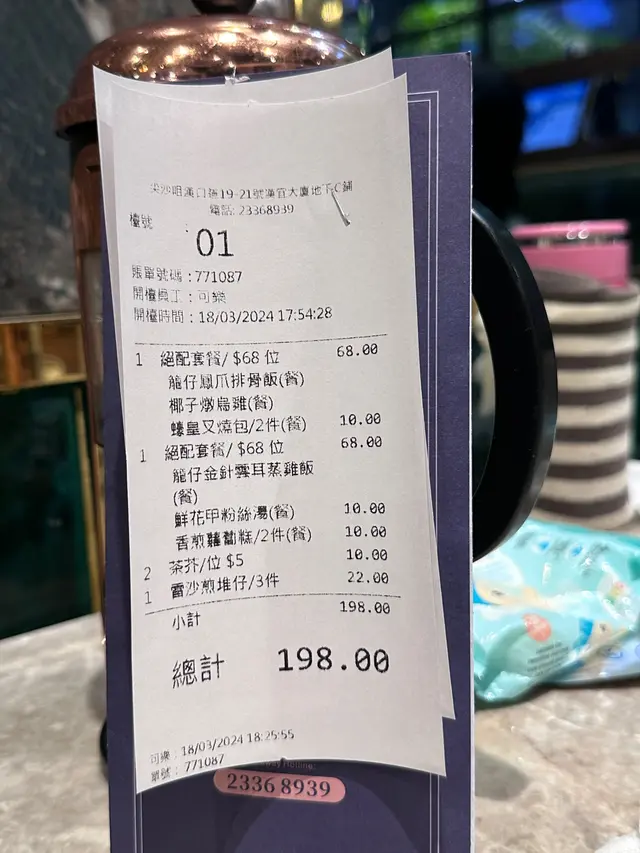 尖沙咀漢口道19-21號漢宜大廈地下C舖
電話: 23368939
檯號
01
賬單號碼：771087
開檯員工：可樂
開檯時間：18/03/2024 17:54:28
1 絕配套餐/ $68 位 68.00
籠仔鳳爪排骨飯(餐)
椰子燉烏雞(餐)
蠔皇叉燒包/2件(餐) 10.00
1 絕配套餐/ $68 位 68.00
籠仔金針雲耳蒸雞飯
(餐)
鮮花甲粉絲湯(餐) 10.00
香煎蘿蔔糕/2件(餐) 10.00
2 茶芥/位 $5 10.00
1 雷沙煎堆仔/3件 22.00
小計 198.00
總計 198.00
可樂：18/03/2024 18:25:55
單號：771087
Hotline:
2336 8939